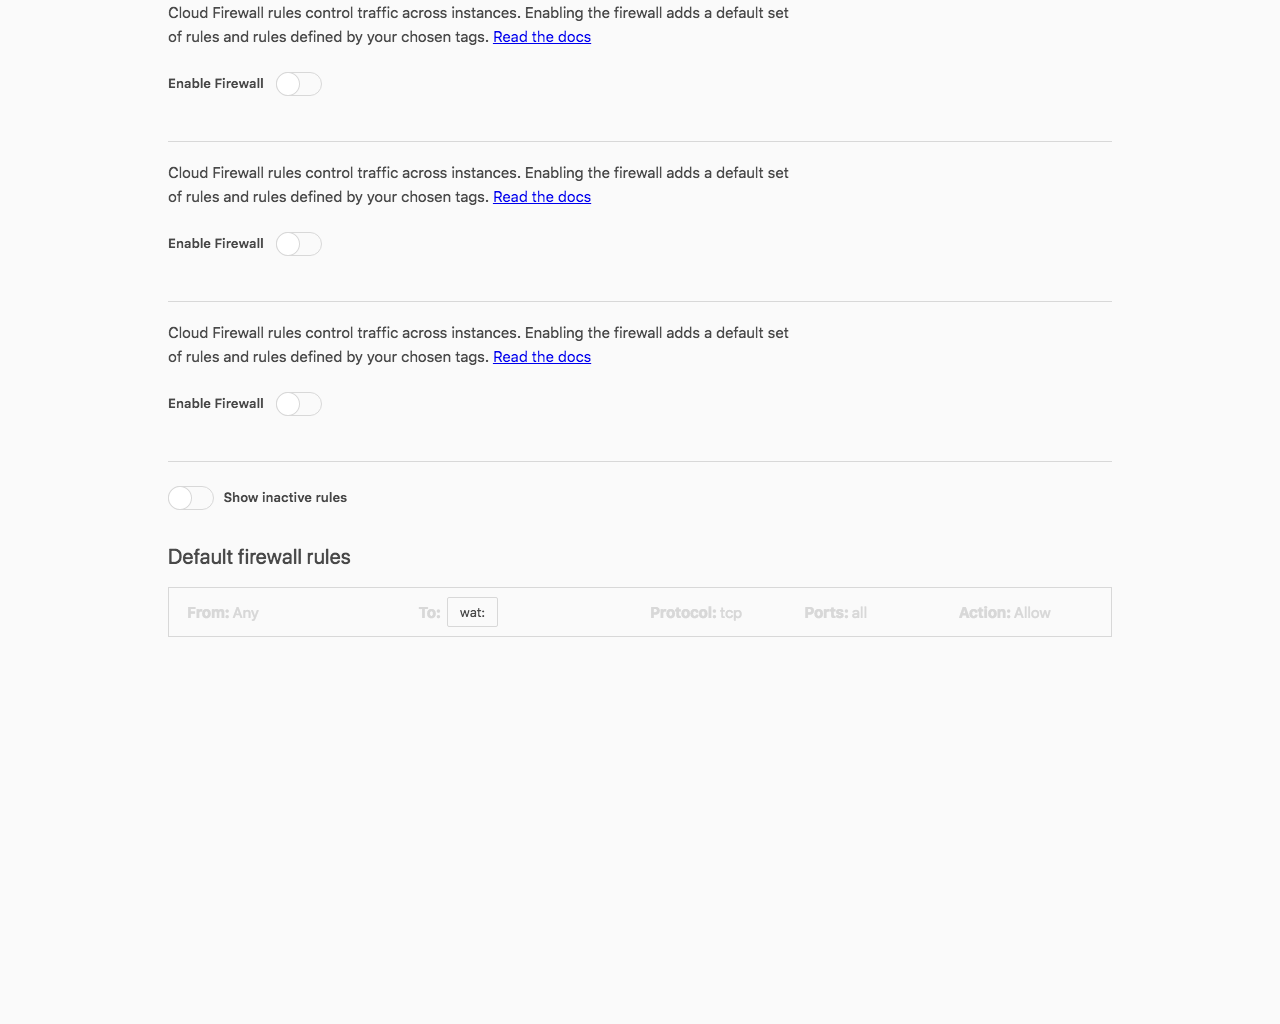 Cloud Firewall rules control traffic across instances. Enabling the firewall adds a default set
of rules and rules defined by your chosen tags. Read the docs
Enable Firewall
Cloud Firewall rules control traffic across instances. Enabling the firewall adds a default set
of rules and rules defined by your chosen tags. Read the docs
Enable Firewall
Cloud Firewall rules control traffic across instances. Enabling the firewall adds a default set
of rules and rules defined by your chosen tags. Read the docs
Enable Firewall
Show inactive rules
Default firewall rules
From: Any To: wat: Protocol: tcp Ports: all Action: Allow